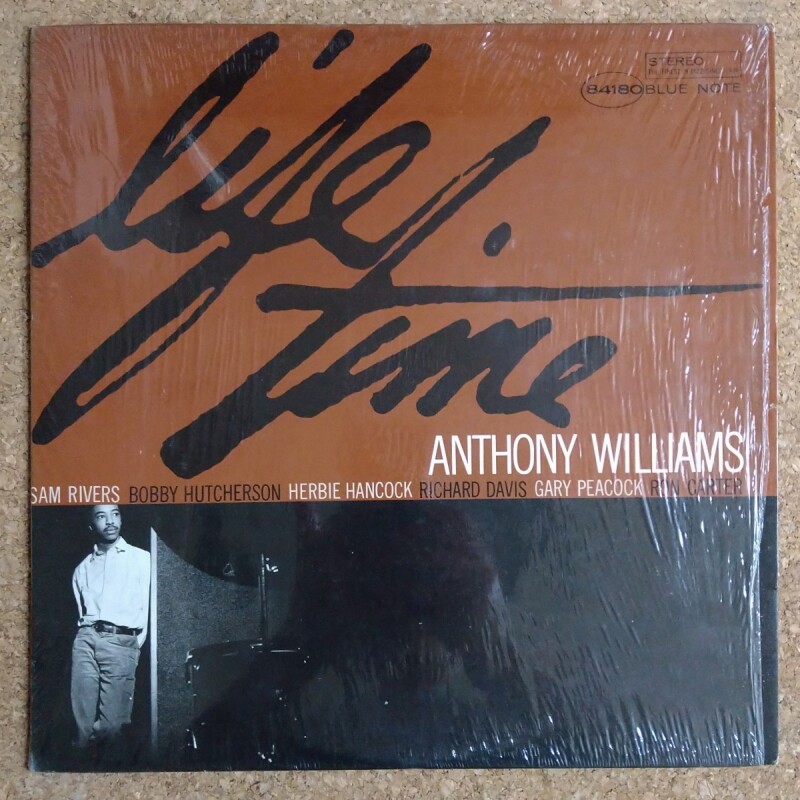 STEREO
84180 BLUE NOTE
life
Time
ANTHONY WILLIAMS
SAM RIVERS BOBBY HUTCHERSON HERBIE HANCOCK RICHARD DAVIS GARY PEACOCK RON CARTER